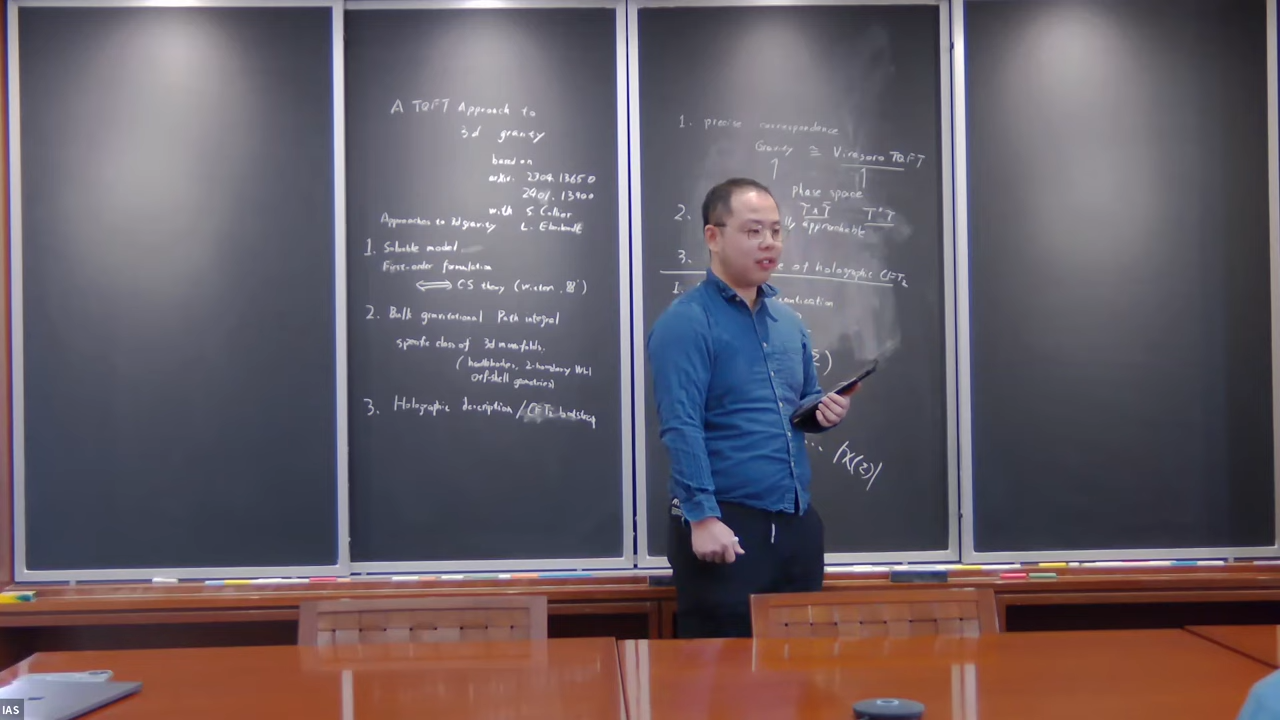 A TQFT Approach to
3d gravity
based on
arXiv. 2304.13650
2401.13900
with S Collier
L. Eberhardt
Approaches to 3d gravity
1. Solvable model
First-order formulation
⟺ CS theory (Witten, 88')
2. Bulk gravitational Path integral
specific class of 3d manifolds.
(handlebodies, 2-boundary WH
off-shell geometries)
3. Holographic description / CFT₂ bootstrap
1. precise correspondence
Gravity ≅ Virasoro TQFT
↑ ↑
Phase space
T×T̄ T*T
2. approachable
3. of holographic CFT₂
I.
... |χ(Σ)|
IAS